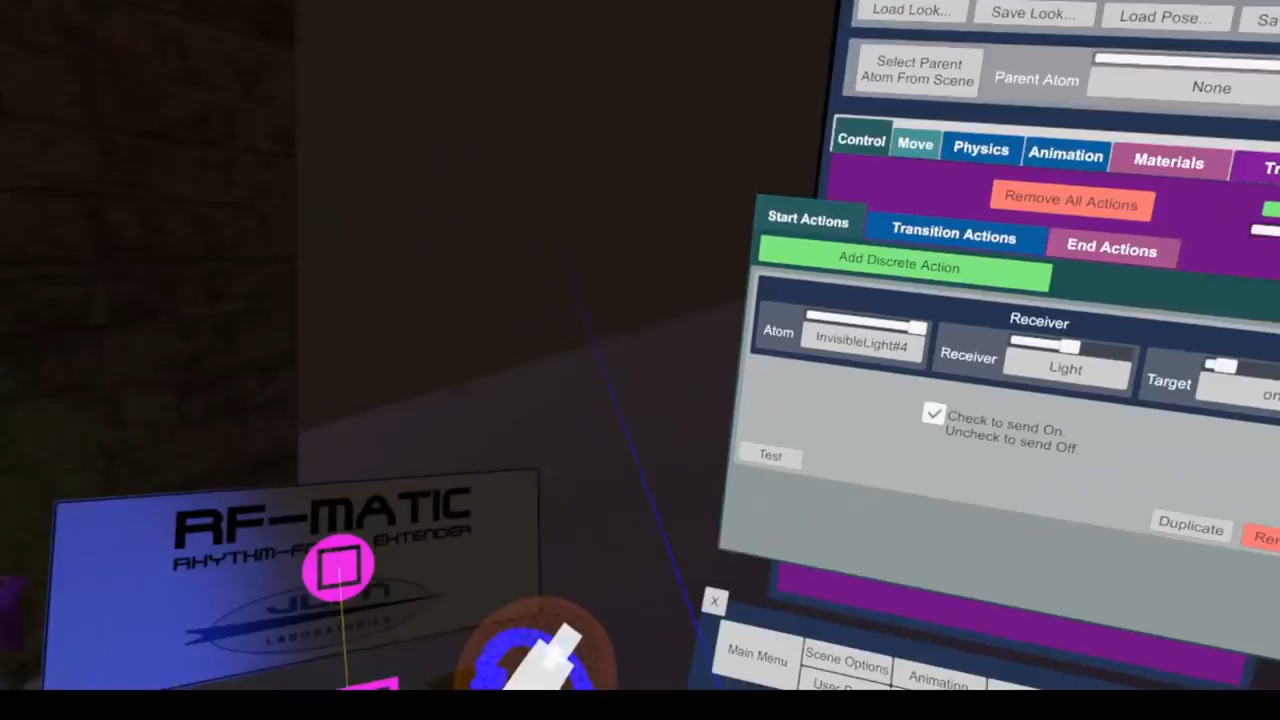 Load Look...
Save Look...
Load Pose...
Select Parent
Atom From Scene
Parent Atom
None
Control
Move
Physics
Animation
Materials
Remove All Actions
Start Actions
Transition Actions
End Actions
Add Discrete Action
Receiver
Atom
InvisibleLight#4
Receiver
Light
Target
Check to send On.
Uncheck to send Off.
Test
Duplicate
RF-MATIC
EXTENDER
LABORATORIES
X
Main Menu
Scene Options
Animation